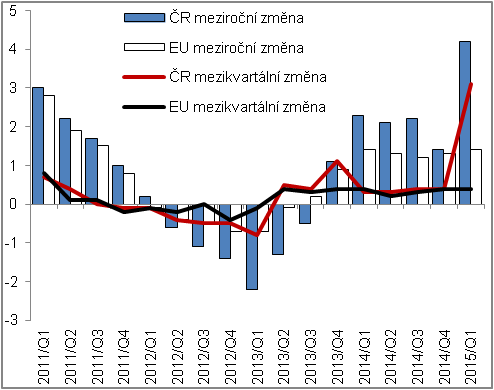 5
4
3
2
1
0
-1
-2
-3
ČR meziroční změna
EU meziroční změna
ČR mezikvartální změna
EU mezikvartální změna
2011/Q1
2011/Q2
2011/Q3
2011/Q4
2012/Q1
2012/Q2
2012/Q3
2012/Q4
2013/Q1
2013/Q2
2013/Q3
2013/Q4
2014/Q1
2014/Q2
2014/Q3
2014/Q4
2015/Q1